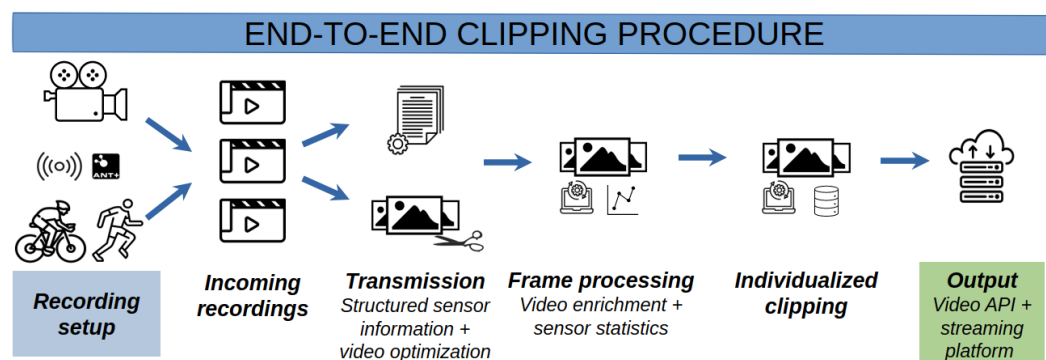 END-TO-END CLIPPING PROCEDURE
ANT+
Recording
setup
Incoming
recordings
Transmission
Structured sensor
information +
video optimization
Frame processing
Video enrichment +
sensor statistics
Individualized
clipping
Output
Video API +
streaming
platform